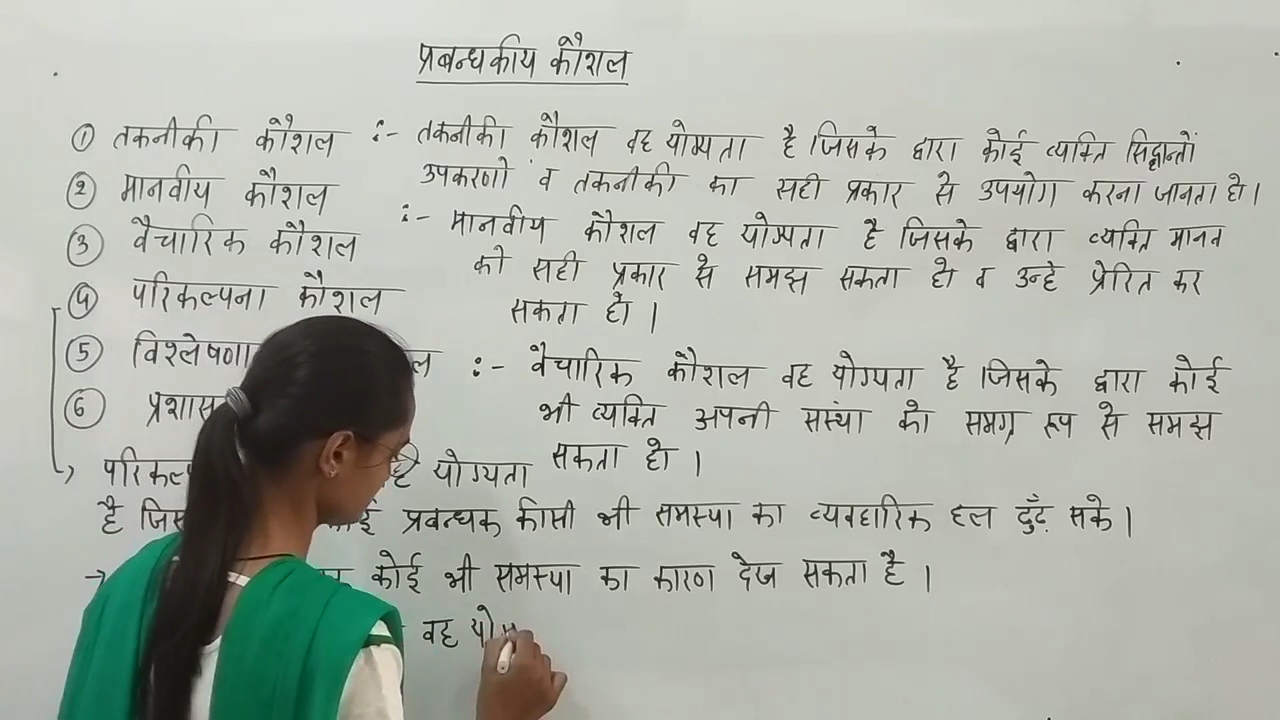 प्रबन्धकीय कौशल
① तकनीकी कौशल :- तकनीकी कौशल वह योग्यता है जिसके द्वारा कोई व्यक्ति सिद्धान्तों
उपकरणों व तकनीकी का सही प्रकार से उपयोग करना जानता हो।
② मानवीय कौशल
:- मानवीय कौशल वह योग्यता है जिसके द्वारा व्यक्ति मानव
को सही प्रकार से समझ सकता हो व उन्हे प्रेरित कर
सकता हो।
③ वैचारिक कौशल
④ परिकल्पना कौशल
⑤ विश्लेषणा
:- वैचारिक कौशल वह योग्यता है जिसके द्वारा कोई
भी व्यक्ति अपनी संस्था को समग्र रूप से समझ
सकता हो।
⑥ प्रशास
परिकल्प योग्यता
है जिस कोई प्रबन्धक कीसी भी समस्या का व्यवहारिक हल ढुँढ़ सके।
कोई भी समस्या का कारण देख सकता है।
वह यो